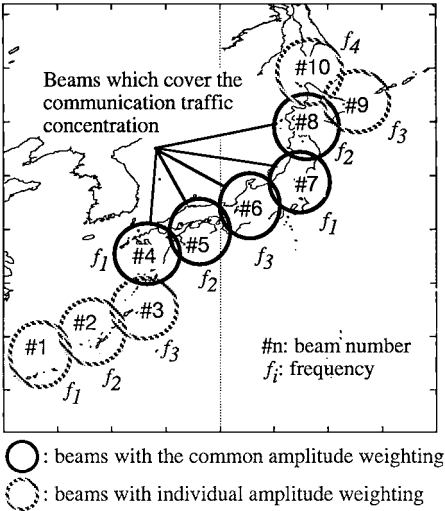 f4
#10
Beams which cover the
communication traffic
concentration
#9
f3
#8
f2
#7
f1
#6
f3
#5
f2
#4
f1
#3
f3
#2
f2
#1
f1
#n: beam number
fi: frequency
: beams with the common amplitude weighting
: beams with individual amplitude weighting